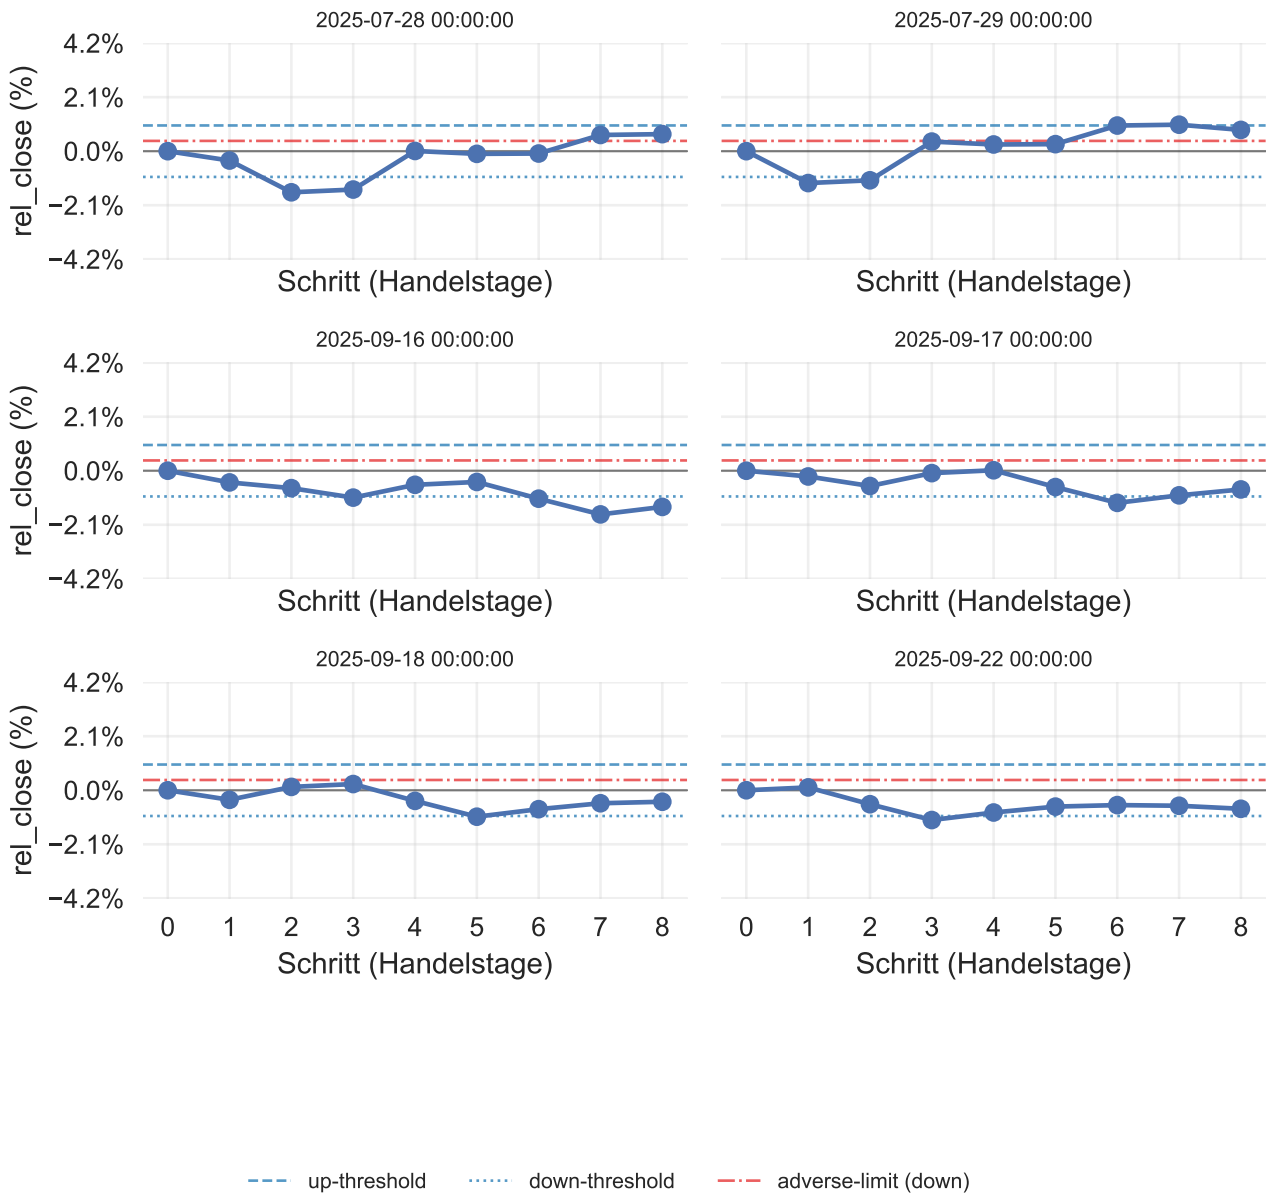 2025-07-28 00:00:00
2025-07-29 00:00:00
4.2%
2.1%
0.0%
−2.1%
−4.2%
rel_close (%)
Schritt (Handelstage)
Schritt (Handelstage)
2025-09-16 00:00:00
2025-09-17 00:00:00
4.2%
2.1%
0.0%
−2.1%
−4.2%
rel_close (%)
Schritt (Handelstage)
Schritt (Handelstage)
2025-09-18 00:00:00
2025-09-22 00:00:00
4.2%
2.1%
0.0%
−2.1%
−4.2%
rel_close (%)
0 1 2 3 4 5 6 7 8
0 1 2 3 4 5 6 7 8
Schritt (Handelstage)
Schritt (Handelstage)
up-threshold
down-threshold
adverse-limit (down)